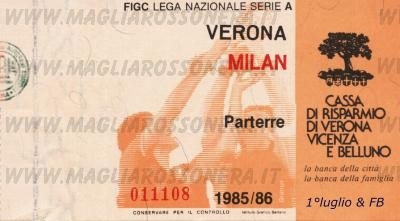 FIGC LEGA NAZIONALE SERIE A
WWW.MAGLIAROSSONERA.IT
VERONA
MILAN
Parterre
011108
1985/86
CONSERVARE PER IL CONTROLLO
CASSA
DI RISPARMIO
DI VERONA
VICENZA
E BELLUNO
la banca della città
la banca della famiglia
1°luglio & FB